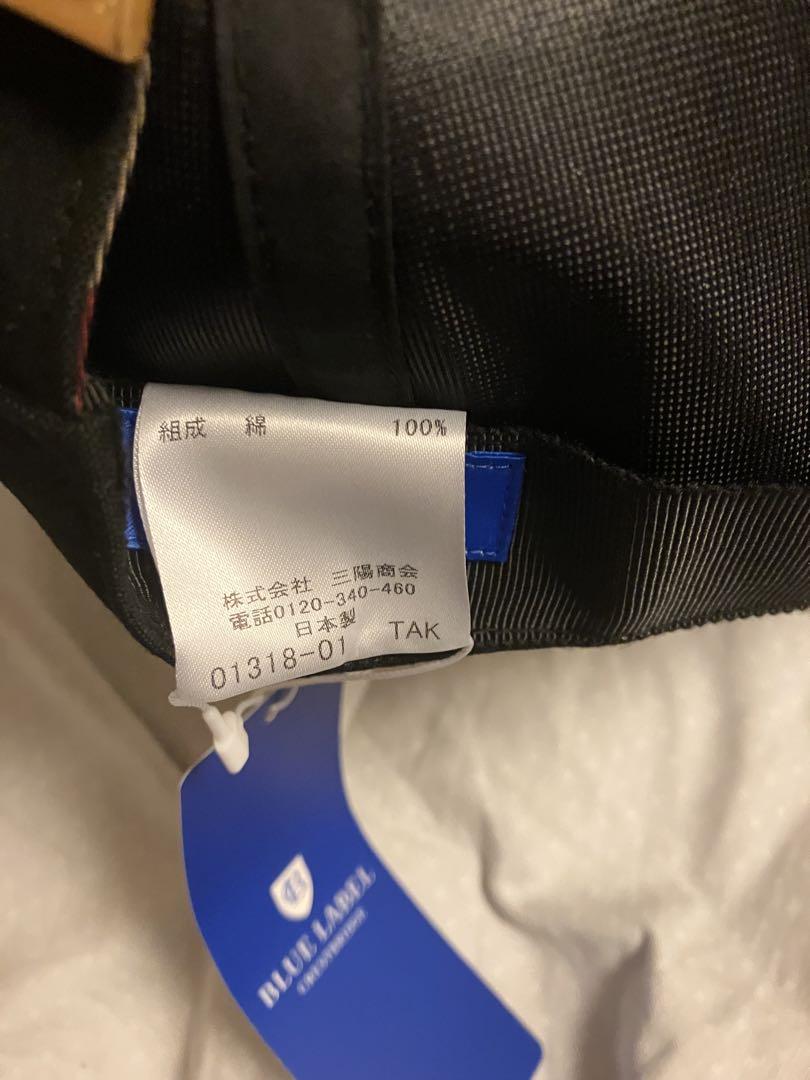 組成 綿 100%
株式会社 三陽商会
電話0120-340-460
日本製
01318-01 TAK
BLUE LABEL
CRESTBRIDGE